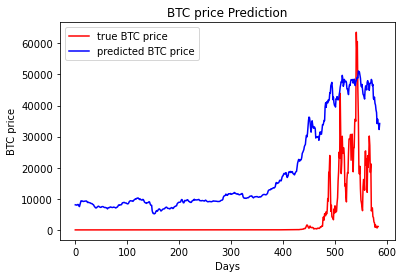 BTC price Prediction
true BTC price
predicted BTC price
60000
50000
40000
30000
20000
10000
0
BTC price
0 100 200 300 400 500 600
Days